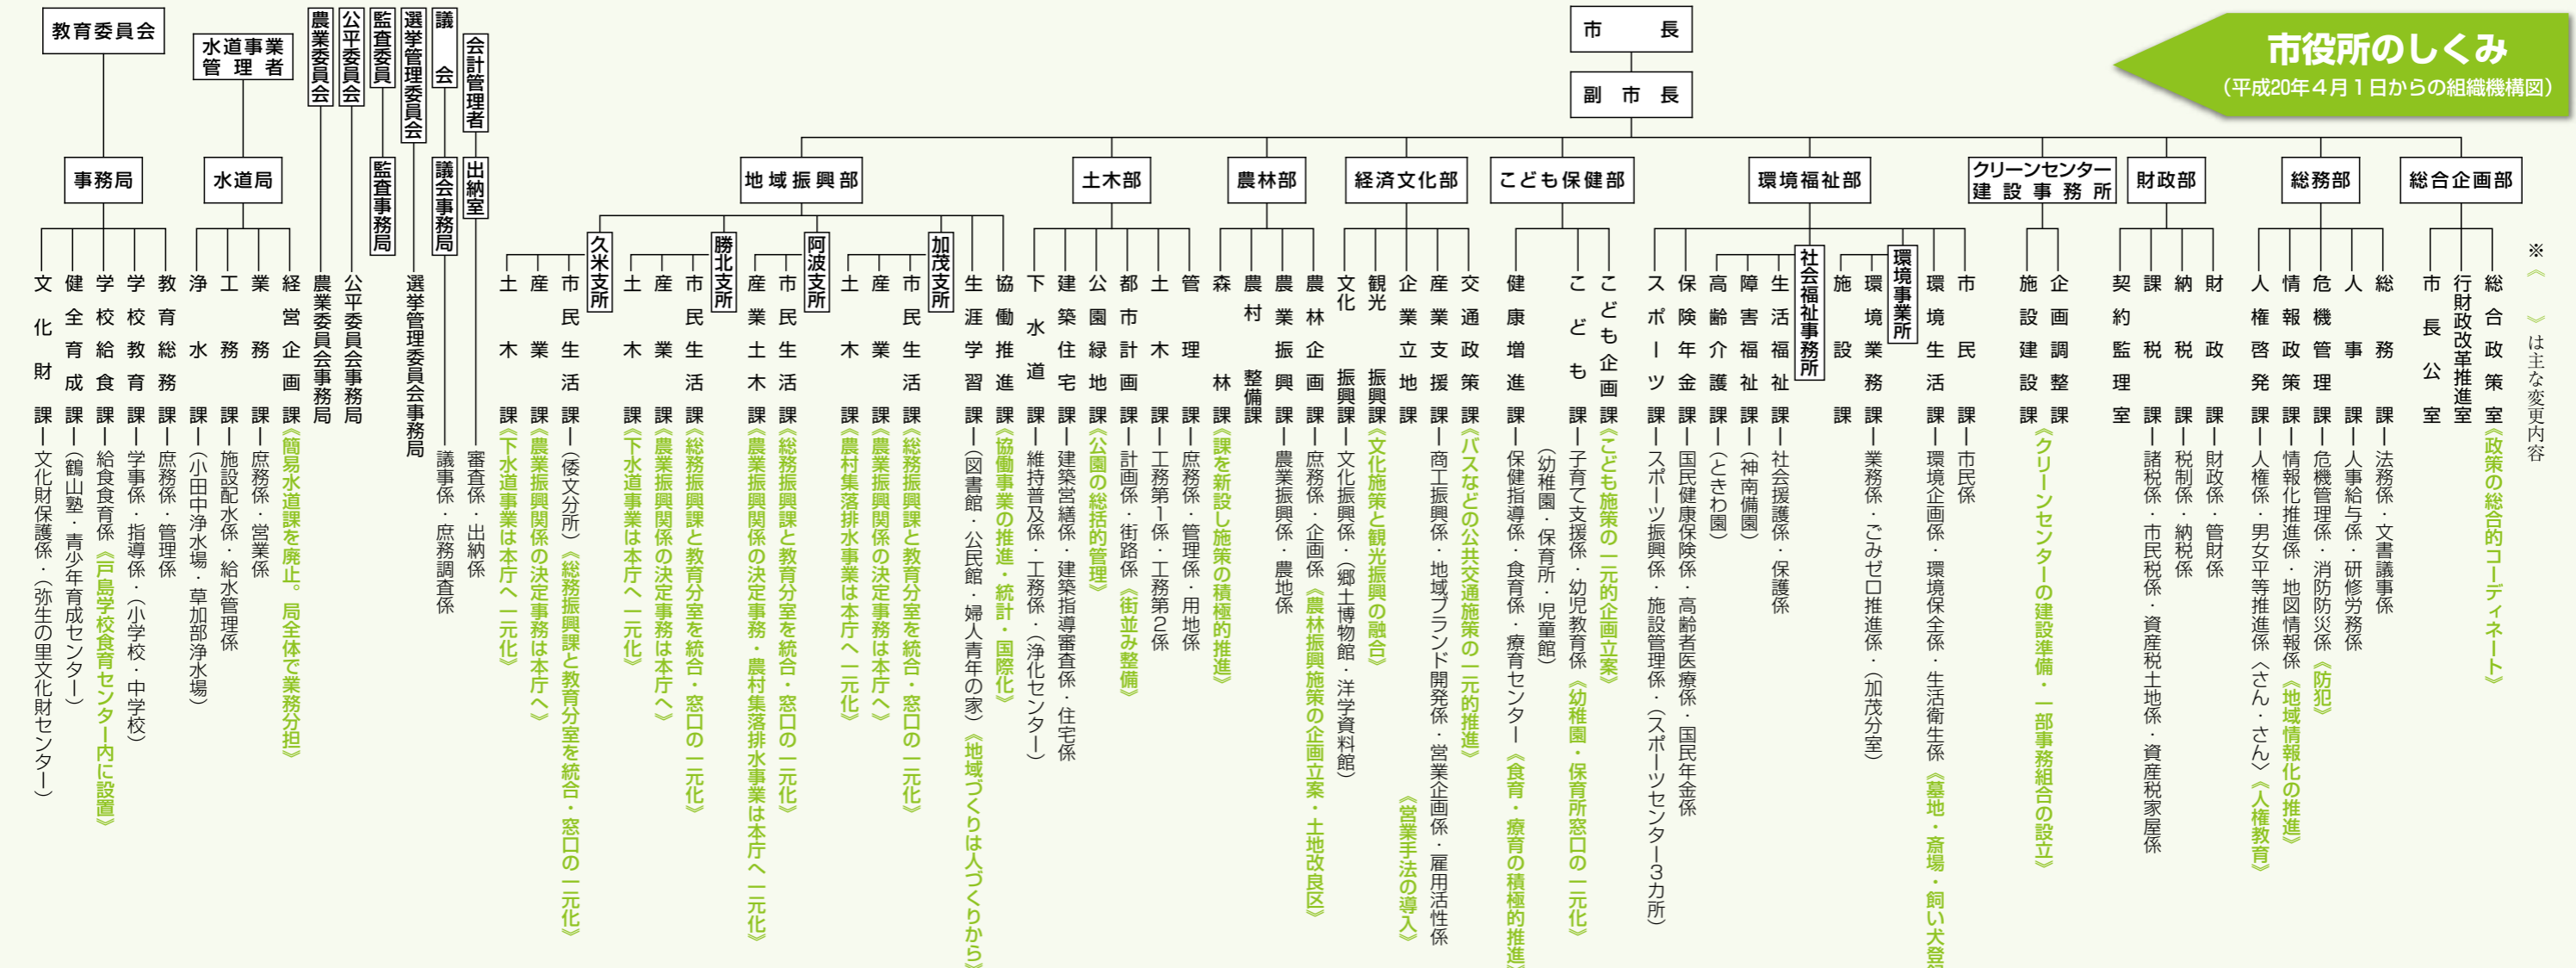 市役所のしくみ
（平成20年４月１日からの組織機構図）
※《　》は主な変更内容
市長
副市長
総合企画部
総合政策室《政策の総合的コーディネート》
行財政改革推進室
市長公室
総務部
総務課ー法務係・文書議事係
人事課ー人事給与係・研修労務係
危機管理課ー危機管理係・消防防災係《防犯》
情報政策課ー情報化推進係・地図情報係《地域情報化の推進》
人権啓発課ー人権係・男女平等推進係〈さん・さん〉《人権教育》
財政部
財政課ー財政係・管財係
納税課ー税制係・納税係
課税課ー諸税係・市民税係・資産税土地係・資産税家屋係
契約監理室
クリーンセンター建設事務所
企画調整課《クリーンセンターの建設準備・一部事務組合の設立》
施設建設課
環境福祉部
市民課ー市民係
環境生活課ー環境企画係・環境保全係・生活衛生係《墓地・斎場・飼い犬登
環境事業所
環境業務課ー業務係・ごみゼロ推進係・（加茂分室）
施設課
社会福祉事務所
生活福祉課ー社会援護係・保護係
障害福祉課ー（神南備園）
高齢介護課ー（ときわ園）
保険年金課ー国民健康保険係・高齢者医療係・国民年金係
スポーツ課ースポーツ振興係・施設管理係・（スポーツセンター3カ所）
こども保健部
こども企画課《こども施策の一元的企画立案》
こども課ー子育て支援係・幼児教育係《幼稚園・保育所窓口の一元化》
（幼稚園・保育所・児童館）
健康増進課ー保健指導係・食育係・療育センター《食育・療育の積極的推進》
経済文化部
交通政策課《バスなどの公共交通施策の一元的推進》
産業支援課ー商工振興係・地域ブランド開発係・営業企画係・雇用活性係
企業立地課《営業手法の導入》
観光振興課《文化施策と観光振興の融合》
文化振興課ー文化振興係・（郷土博物館・洋学資料館）
農林部
農林企画課ー庶務係・企画係《農林振興施策の企画立案・土地改良区》
農業振興課ー農業振興係・農地係
農村整備課
森林課《課を新設し施策の積極的推進》
土木部
管理課ー庶務係・管理係・用地係
土木課ー工務第1係・工務第2係
都市計画課ー計画係・街路係《街並み整備》
公園緑地課《公園の総括的管理》
建築住宅課ー建築営繕係・建築指導審査係・住宅係
下水道課ー維持普及係・工務係・（浄化センター）
地域振興部
協働推進課《協働事業の推進・統計・国際化》
生涯学習課ー（図書館・公民館・婦人青年の家）《地域づくりは人づくりから》
加茂支所
市民生活課《総務振興課と教育分室を統合・窓口の一元化》
産業課《農業振興関係の決定事務は本庁へ》
土木課《農村集落排水事業は本庁へ一元化》
阿波支所
市民生活課《総務振興課と教育分室を統合・窓口の一元化》
産業土木課《農業振興関係の決定事務・農村集落排水事業は本庁へ一元化》
勝北支所
市民生活課《総務振興課と教育分室を統合・窓口の一元化》
産業課《農業振興関係の決定事務は本庁へ》
土木課《下水道事業は本庁へ一元化》
久米支所
市民生活課ー（倭文分所）《総務振興課と教育分室を統合・窓口の一元化》
産業課《農業振興関係の決定事務は本庁へ》
土木課《下水道事業は本庁へ一元化》
会計管理者
出納室
審査係・出納係
議会
議会事務局
議事係・庶務調査係
選挙管理委員会
選挙管理委員会事務局
監査委員
監査事務局
公平委員会
公平委員会事務局
農業委員会
農業委員会事務局
水道事業管理者
水道局
経営企画課《簡易水道課を廃止。局全体で業務分担》
業務課ー庶務係・営業係
工務課ー施設配水係・給水管理係
浄水課ー（小田中浄水場・草加部浄水場）
教育委員会
事務局
教育総務課ー庶務係・管理係
学校教育課ー学事係・指導係・（小学校・中学校）
学校給食課ー給食食育係《戸島学校食育センター内に設置》
健全育成課ー（鶴山塾・青少年育成センター）
文化財課ー文化財保護係・（弥生の里文化財センター）